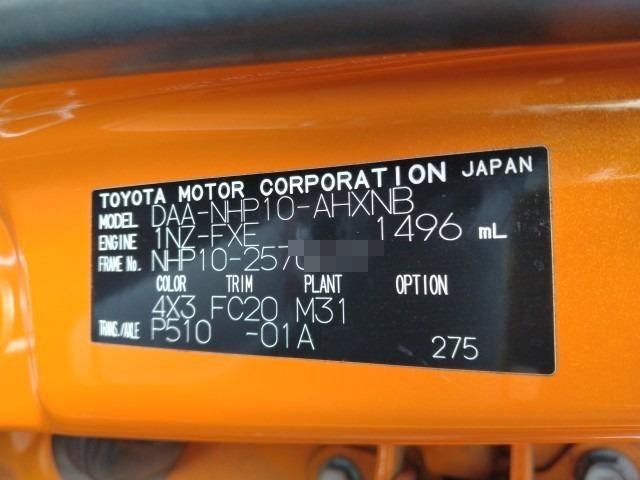 TOYOTA MOTOR CORPORATION JAPAN
MODEL DAA-NHP10-AHXNB
ENGINE 1NZ-FXE 1496 mL
FRAME No. NHP10-2570
COLOR TRIM PLANT OPTION
4X3 FC20 M31
TRANS./AXLE P510 -01A
275